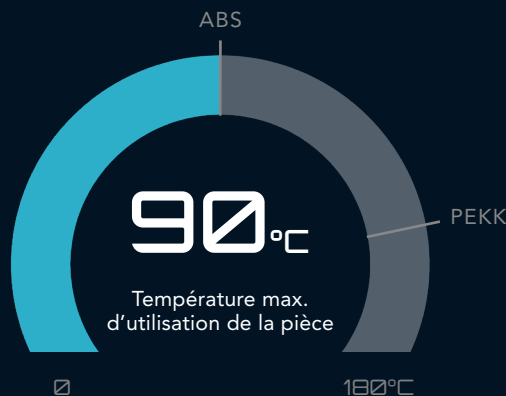 ABS
PEKK
90°C
Température max.
d’utilisation de la pièce
0
180°C